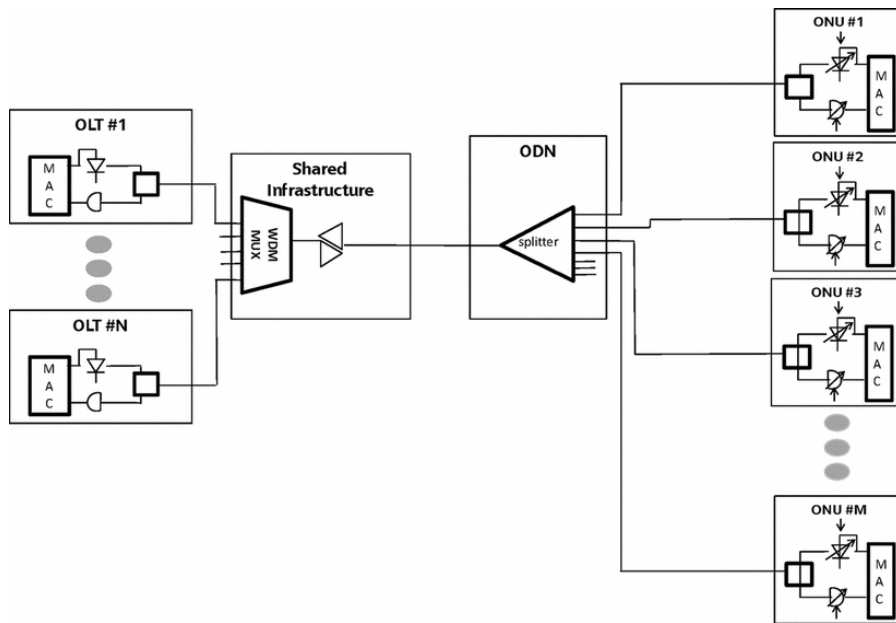 OLT #1
M
A
C
OLT #N
M
A
C
Shared
Infrastructure
WDM
MUX
ODN
splitter
ONU #1
M
A
C
ONU #2
M
A
C
ONU #3
M
A
C
ONU #M
M
A
C